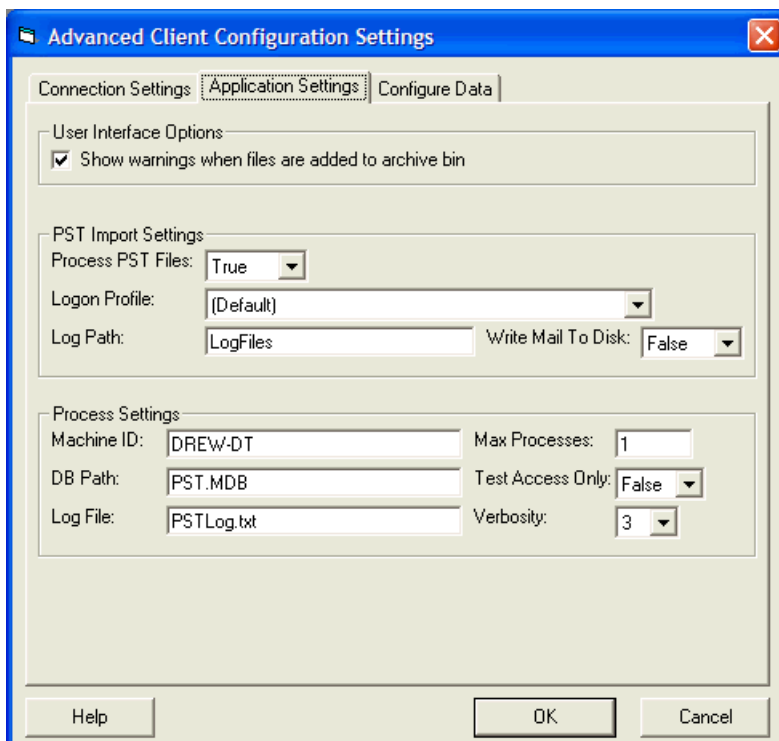 Advanced Client Configuration Settings
Connection Settings Application Settings Configure Data
User Interface Options
Show warnings when files are added to archive bin
PST Import Settings
Process PST Files: True
Logon Profile: (Default)
Log Path: LogFiles Write Mail To Disk: False
Process Settings
Machine ID: DREW-DT Max Processes: 1
DB Path: PST.MDB Test Access Only: False
Log File: PSTLog.txt Verbosity: 3
Help OK Cancel